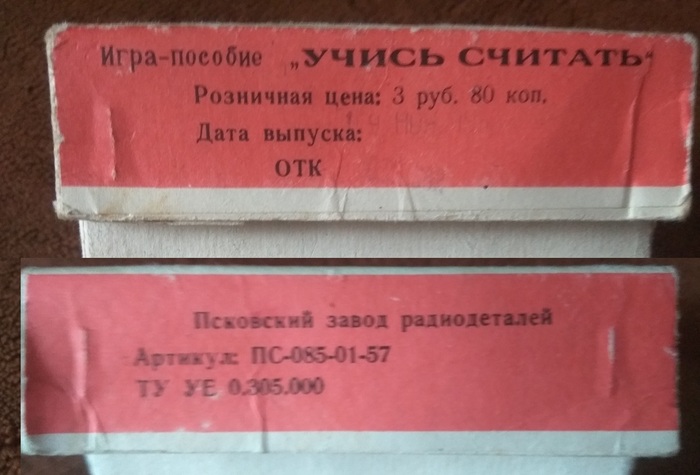 Игра-пособие „УЧИСЬ СЧИТАТЬ“
Розничная цена: 3 руб. 80 коп.
Дата выпуска:
ОТК
Псковский завод радиодеталей
Артикул: ПС-085-01-57
ТУ УЕ 0.305.000